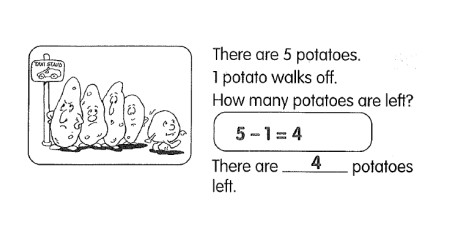 TAXI STAND
There are 5 potatoes.
1 potato walks off.
How many potatoes are left?
5 – 1 = 4
There are 4 potatoes
left.